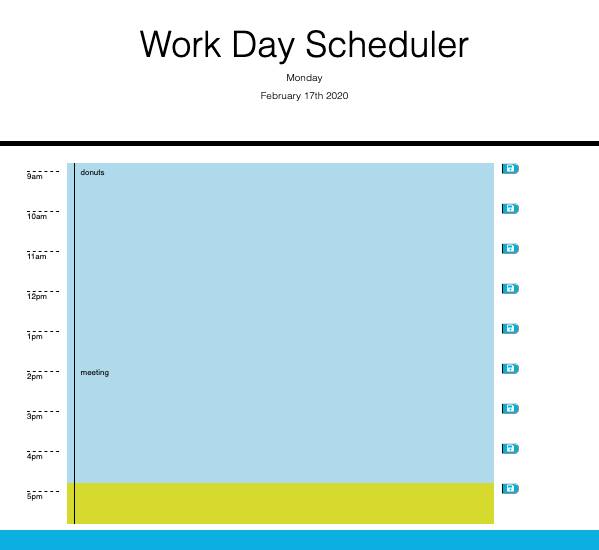 Work Day Scheduler
Monday
February 17th 2020
9am donuts
10am
11am
12pm
1pm
2pm meeting
3pm
4pm
5pm